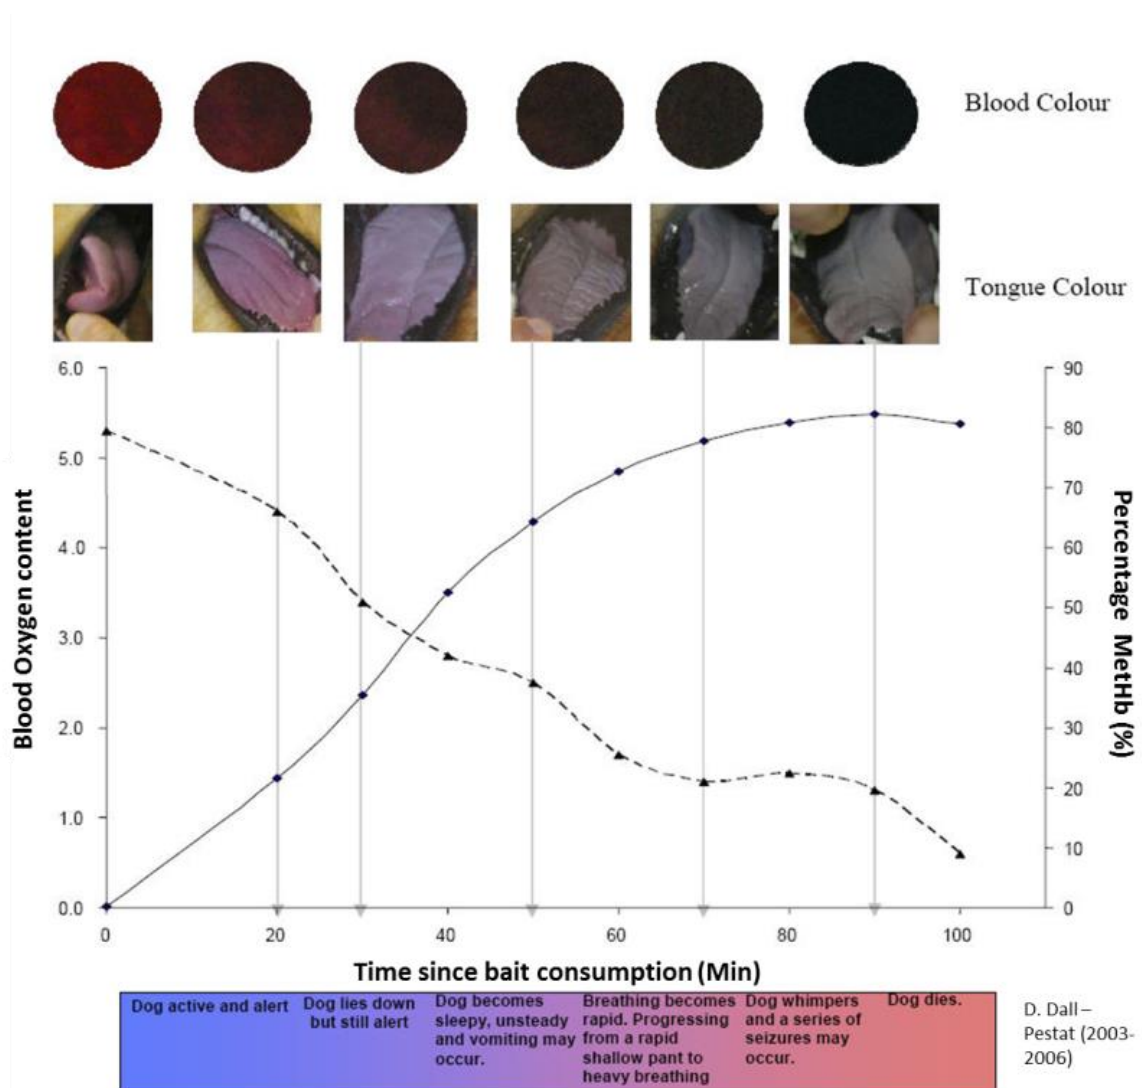 Blood Colour
Tongue Colour
6.0
5.0
4.0
3.0
2.0
1.0
0.0
Blood Oxygen content
90
80
70
60
50
40
30
20
10
0
Percentage MetHb (%)
0
20
40
60
80
100
Time since bait consumption (Min)
Dog active and alert
Dog lies down
but still alert
Dog becomes
sleepy, unsteady
and vomiting may
occur.
Breathing becomes
rapid. Progressing
from a rapid
shallow pant to
heavy breathing
Dog whimpers
and a series of
seizures may
occur.
Dog dies.
D. Dall –
Pestat (2003-
2006)